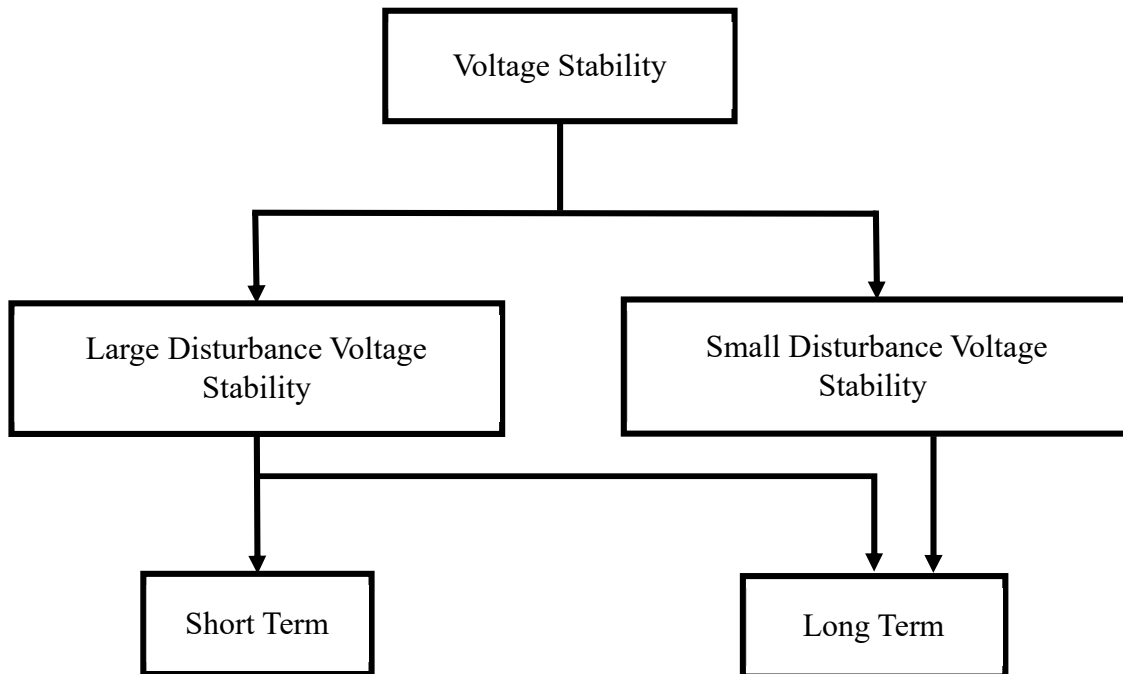 Voltage Stability
Large Disturbance Voltage
Stability
Small Disturbance Voltage
Stability
Short Term
Long Term